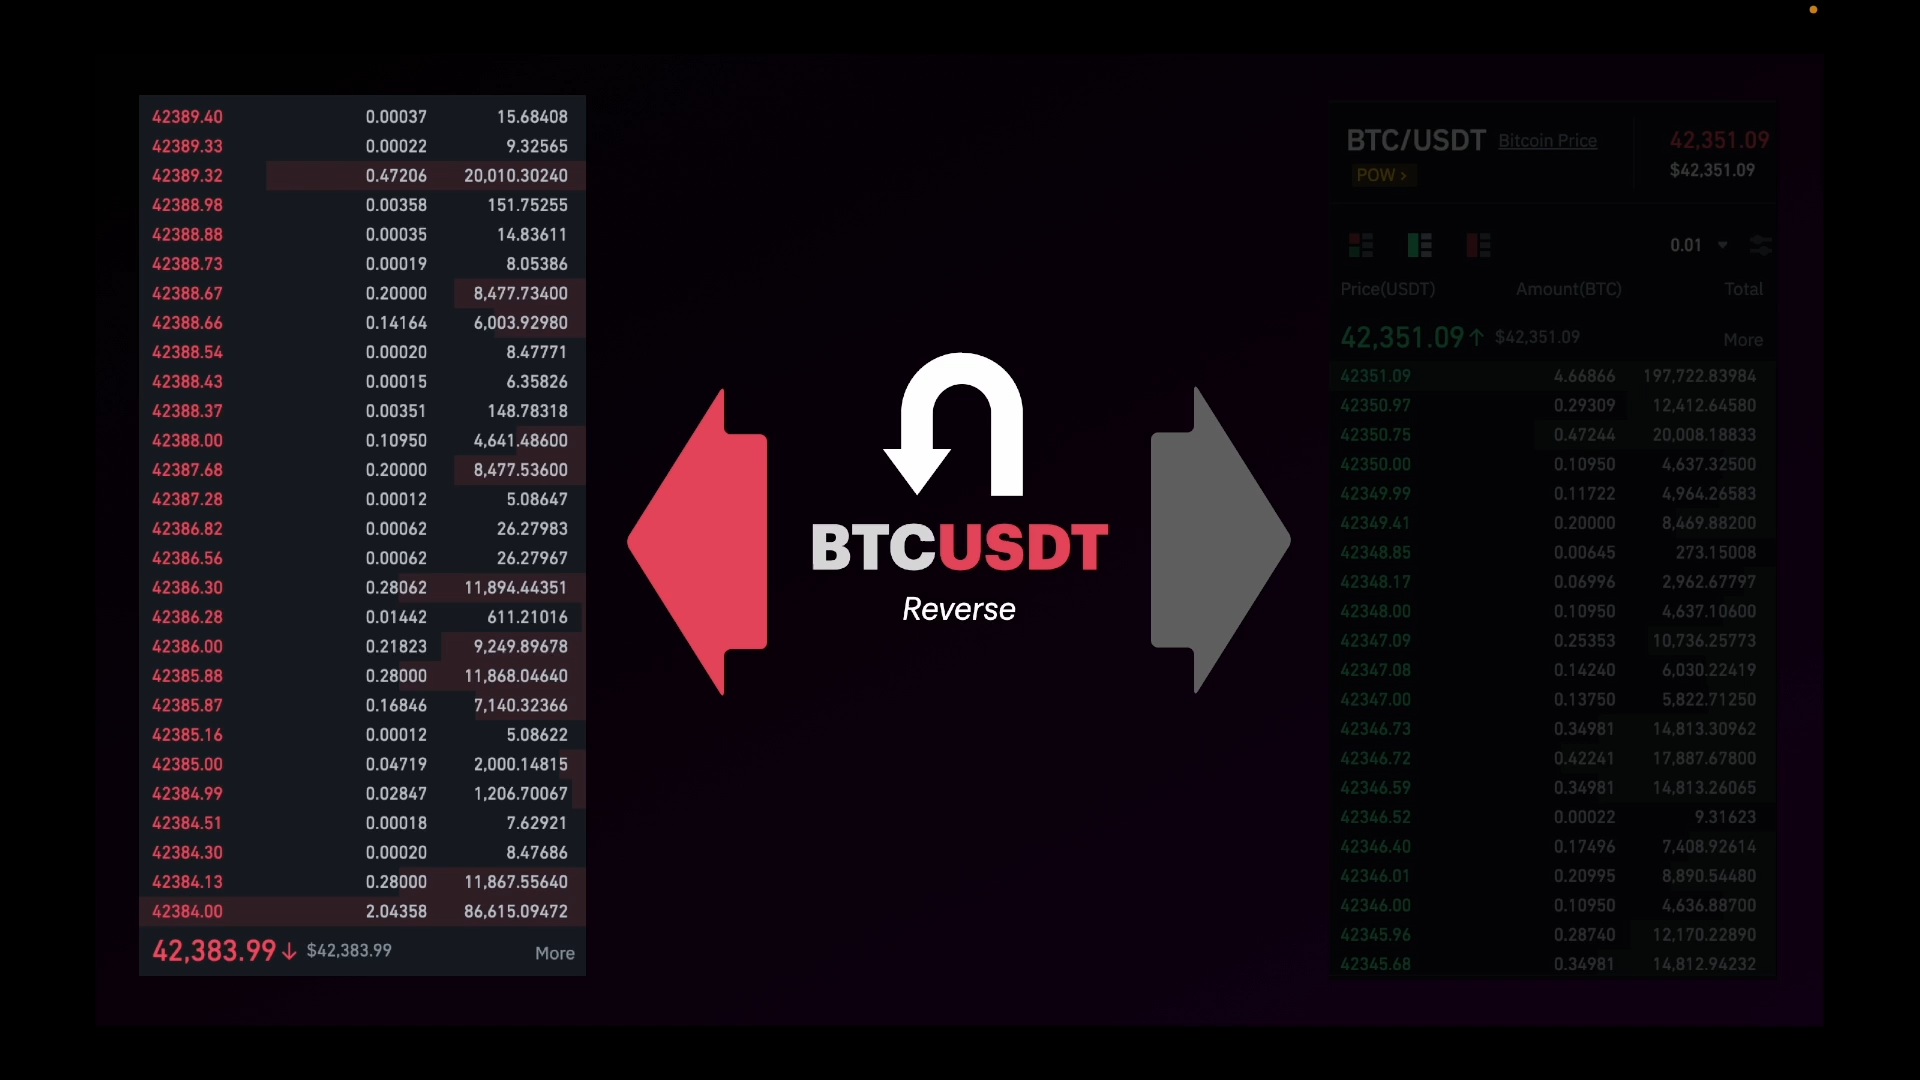 42389.40 0.00037 15.68408
42389.33 0.00022 9.32565
42389.32 0.47206 20,010.30240
42388.98 0.00358 151.75255
42388.88 0.00035 14.83611
42388.73 0.00019 8.05386
42388.67 0.20000 8,477.73400
42388.66 0.14164 6,003.92980
42388.54 0.00020 8.47771
42388.43 0.00015 6.35826
42388.37 0.00351 148.78318
42388.00 0.10950 4,641.48600
42387.68 0.20000 8,477.53600
42387.28 0.00012 5.08647
42386.82 0.00062 26.27983
42386.56 0.00062 26.27967
42386.30 0.28062 11,894.44351
42386.28 0.01442 611.21016
42386.00 0.21823 9,249.89678
42385.88 0.28000 11,868.04640
42385.87 0.16846 7,140.32366
42385.16 0.00012 5.08622
42385.00 0.04719 2,000.14815
42384.99 0.02847 1,206.70067
42384.51 0.00018 7.62921
42384.30 0.00020 8.47686
42384.13 0.28000 11,867.55640
42384.00 2.04358 86,615.09472
42,383.99↓ $42,383.99 More
BTCUSDT
Reverse
BTC/USDT Bitcoin Price 42,351.09
POW › $42,351.09
0.01
Price(USDT) Amount(BTC) Total
42,351.09↑ $42,351.09 More
42351.09 4.66866 197,722.83984
42350.97 0.29309 12,412.64580
42350.75 0.47244 20,008.18833
42350.00 0.10950 4,637.32500
42349.99 0.11722 4,964.26583
42349.41 0.20000 8,469.88200
42348.85 0.00645 273.15008
42348.17 0.06996 2,962.67797
42348.00 0.10950 4,637.10600
42347.09 0.25353 10,736.25773
42347.08 0.14240 6,030.22419
42347.00 0.13750 5,822.71250
42346.73 0.34981 14,813.30962
42346.72 0.42241 17,887.67800
42346.59 0.34981 14,813.26065
42346.52 0.00022 9.31623
42346.40 0.17496 7,408.92614
42346.01 0.20995 8,890.54480
42346.00 0.10950 4,636.88700
42345.96 0.28740 12,170.22890
42345.68 0.34981 14,812.94232